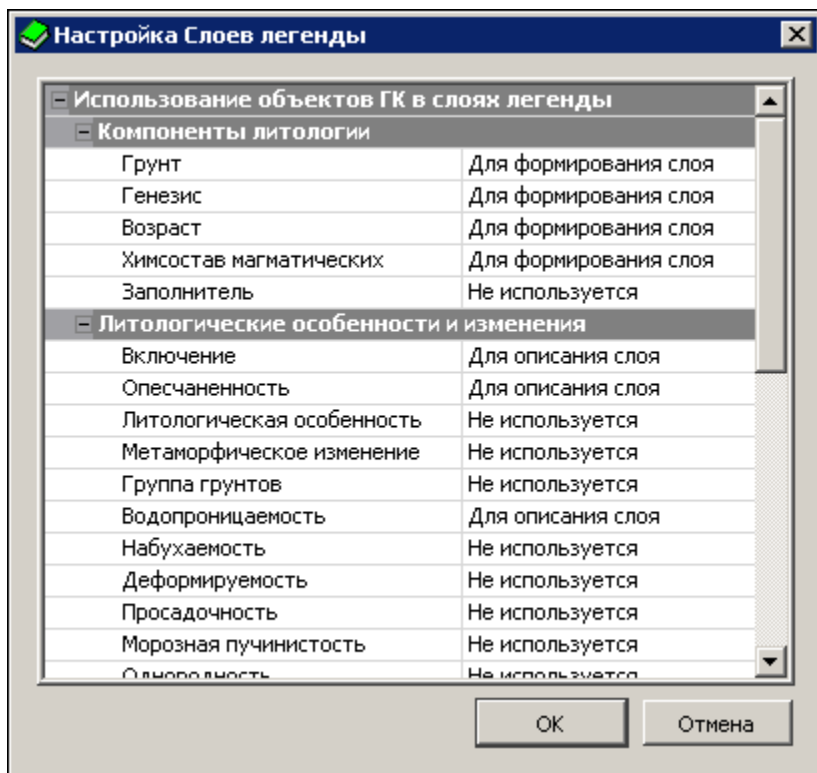 Настройка Слоев легенды
Использование объектов ГК в слоях легенды
Компоненты литологии
Грунт Для формирования слоя
Генезис Для формирования слоя
Возраст Для формирования слоя
Химсостав магматических Для формирования слоя
Заполнитель Не используется
Литологические особенности и изменения
Включение Для описания слоя
Опесчаненность Для описания слоя
Литологическая особенность Не используется
Метаморфическое изменение Не используется
Группа грунтов Не используется
Водопроницаемость Для описания слоя
Набухаемость Не используется
Деформируемость Не используется
Просадочность Не используется
Морозная пучинистость Не используется
Однородность Не используется
OK Отмена